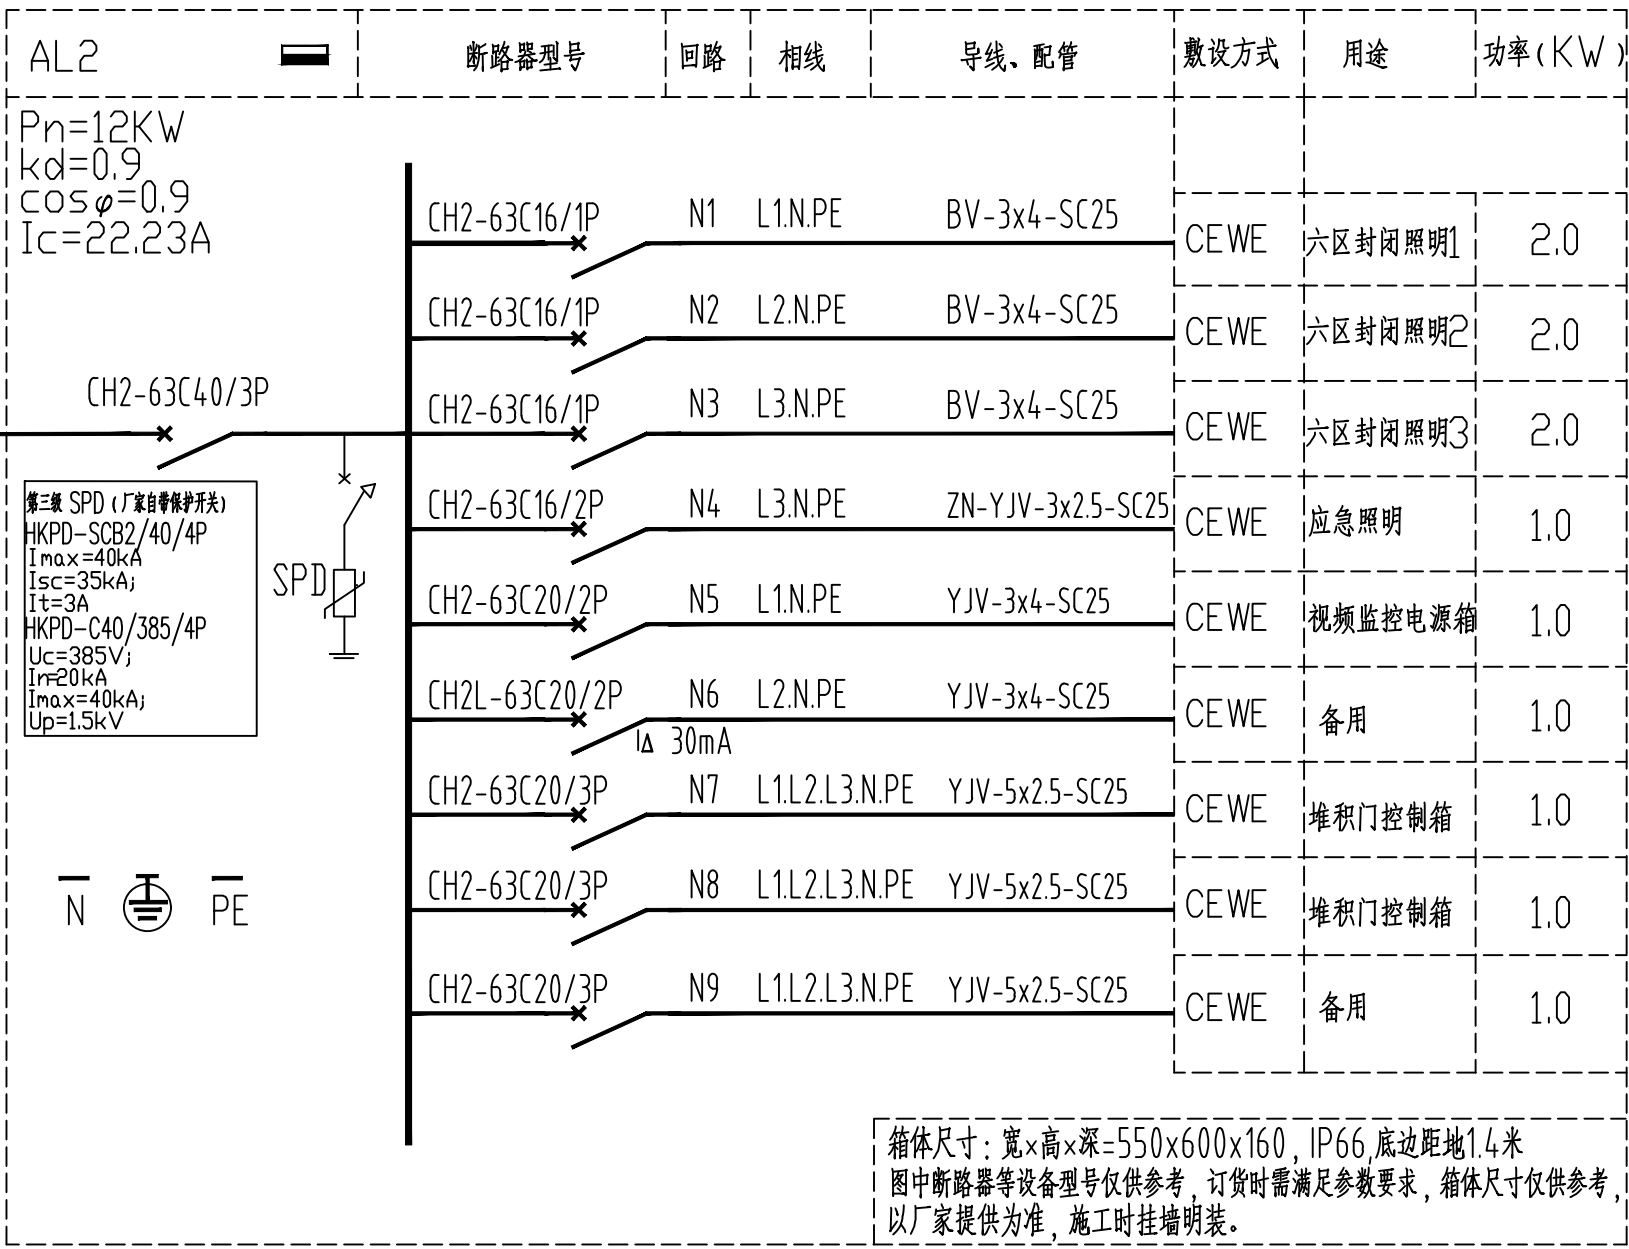 AL2 断路器型号 回路 相线 导线、配管 敷设方式 用途 功率(KW)
Pn=12KW
kd=0.9
cosφ=0.9
Ic=22.23A
CH2-63C16/1P N1 L1.N.PE BV-3x4-SC25 CEWE 六区封闭照明1 2.0
CH2-63C16/1P N2 L2.N.PE BV-3x4-SC25 CEWE 六区封闭照明2 2.0
CH2-63C40/3P
CH2-63C16/1P N3 L3.N.PE BV-3x4-SC25 CEWE 六区封闭照明3 2.0
CH2-63C16/2P N4 L3.N.PE ZN-YJV-3x2.5-SC25 CEWE 应急照明 1.0
CH2-63C20/2P N5 L1.N.PE YJV-3x4-SC25 CEWE 视频监控电源箱 1.0
CH2L-63C20/2P N6 L2.N.PE YJV-3x4-SC25 CEWE 备用 1.0
I△ 30mA
CH2-63C20/3P N7 L1.L2.L3.N.PE YJV-5x2.5-SC25 CEWE 堆积门控制箱 1.0
CH2-63C20/3P N8 L1.L2.L3.N.PE YJV-5x2.5-SC25 CEWE 堆积门控制箱 1.0
CH2-63C20/3P N9 L1.L2.L3.N.PE YJV-5x2.5-SC25 CEWE 备用 1.0
第三级 SPD(厂家自带保护开关)
HKPD-SCB2/40/4P
Imax=40kA
Isc=35kA;
It=3A
HKPD-C40/385/4P
Uc=385V;
In=20kA
Imax=40kA;
Up=1.5kV
SPD
N PE
箱体尺寸: 宽x高x深=550x600x160, IP66,底边距地1.4米
图中断路器等设备型号仅供参考, 订货时需满足参数要求, 箱体尺寸仅供参考,
以厂家提供为准, 施工时挂墙明装。